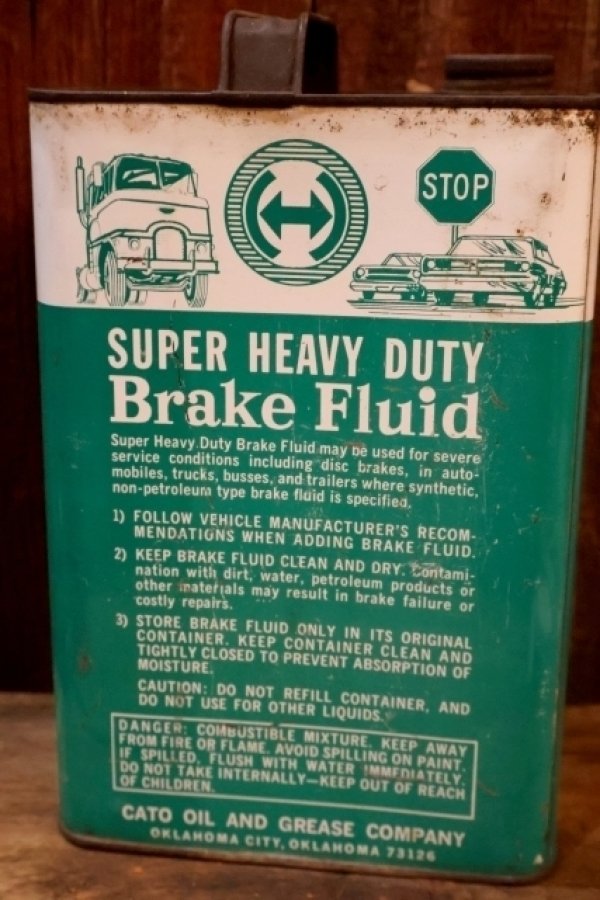 STOP
SUPER HEAVY DUTY
Brake Fluid
Super Heavy Duty Brake Fluid may be used for severe
service conditions including disc brakes, in auto-
mobiles, trucks, busses, and trailers where synthetic,
non-petroleum type brake fluid is specified.
1) FOLLOW VEHICLE MANUFACTURER'S RECOM-
MENDATIONS WHEN ADDING BRAKE FLUID.
2) KEEP BRAKE FLUID CLEAN AND DRY. Contami-
nation with dirt, water, petroleum products or
other materials may result in brake failure or
costly repairs.
3) STORE BRAKE FLUID ONLY IN ITS ORIGINAL
CONTAINER. KEEP CONTAINER CLEAN AND
TIGHTLY CLOSED TO PREVENT ABSORPTION OF
MOISTURE.
CAUTION: DO NOT REFILL CONTAINER, AND
DO NOT USE FOR OTHER LIQUIDS.
DANGER: COMBUSTIBLE MIXTURE. KEEP AWAY
FROM FIRE OR FLAME. AVOID SPILLING ON PAINT.
IF SPILLED, FLUSH WITH WATER IMMEDIATELY.
DO NOT TAKE INTERNALLY—KEEP OUT OF REACH
OF CHILDREN.
CATO OIL AND GREASE COMPANY
OKLAHOMA CITY, OKLAHOMA 73126